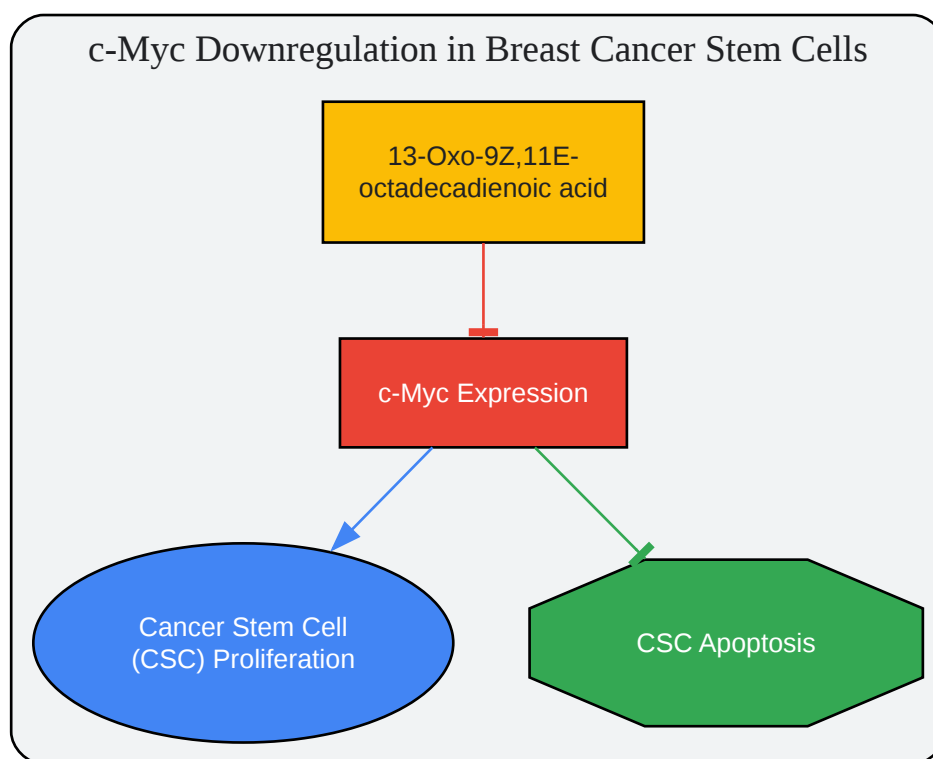 c-Myc Downregulation in Breast Cancer Stem Cells
13-Oxo-9Z,11E-
octadecadienoic acid
c-Myc Expression
Cancer Stem Cell
(CSC) Proliferation
CSC Apoptosis